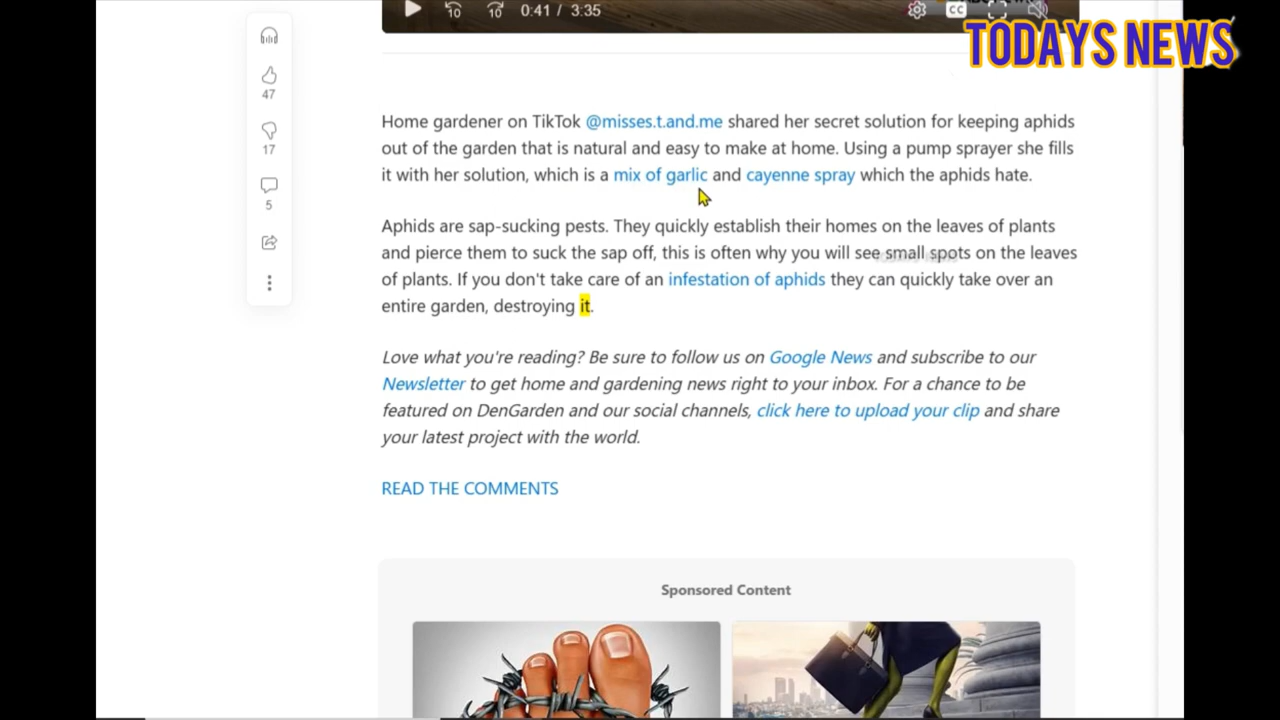 0:41 / 3:35
CC
TODAYS NEWS
47
17
5
Home gardener on TikTok @misses.t.and.me shared her secret solution for keeping aphids
out of the garden that is natural and easy to make at home. Using a pump sprayer she fills
it with her solution, which is a mix of garlic and cayenne spray which the aphids hate.
Aphids are sap-sucking pests. They quickly establish their homes on the leaves of plants
and pierce them to suck the sap off, this is often why you will see small spots on the leaves
of plants. If you don't take care of an infestation of aphids they can quickly take over an
entire garden, destroying it.
Love what you're reading? Be sure to follow us on Google News and subscribe to our
Newsletter to get home and gardening news right to your inbox. For a chance to be
featured on DenGarden and our social channels, click here to upload your clip and share
your latest project with the world.
READ THE COMMENTS
Sponsored Content